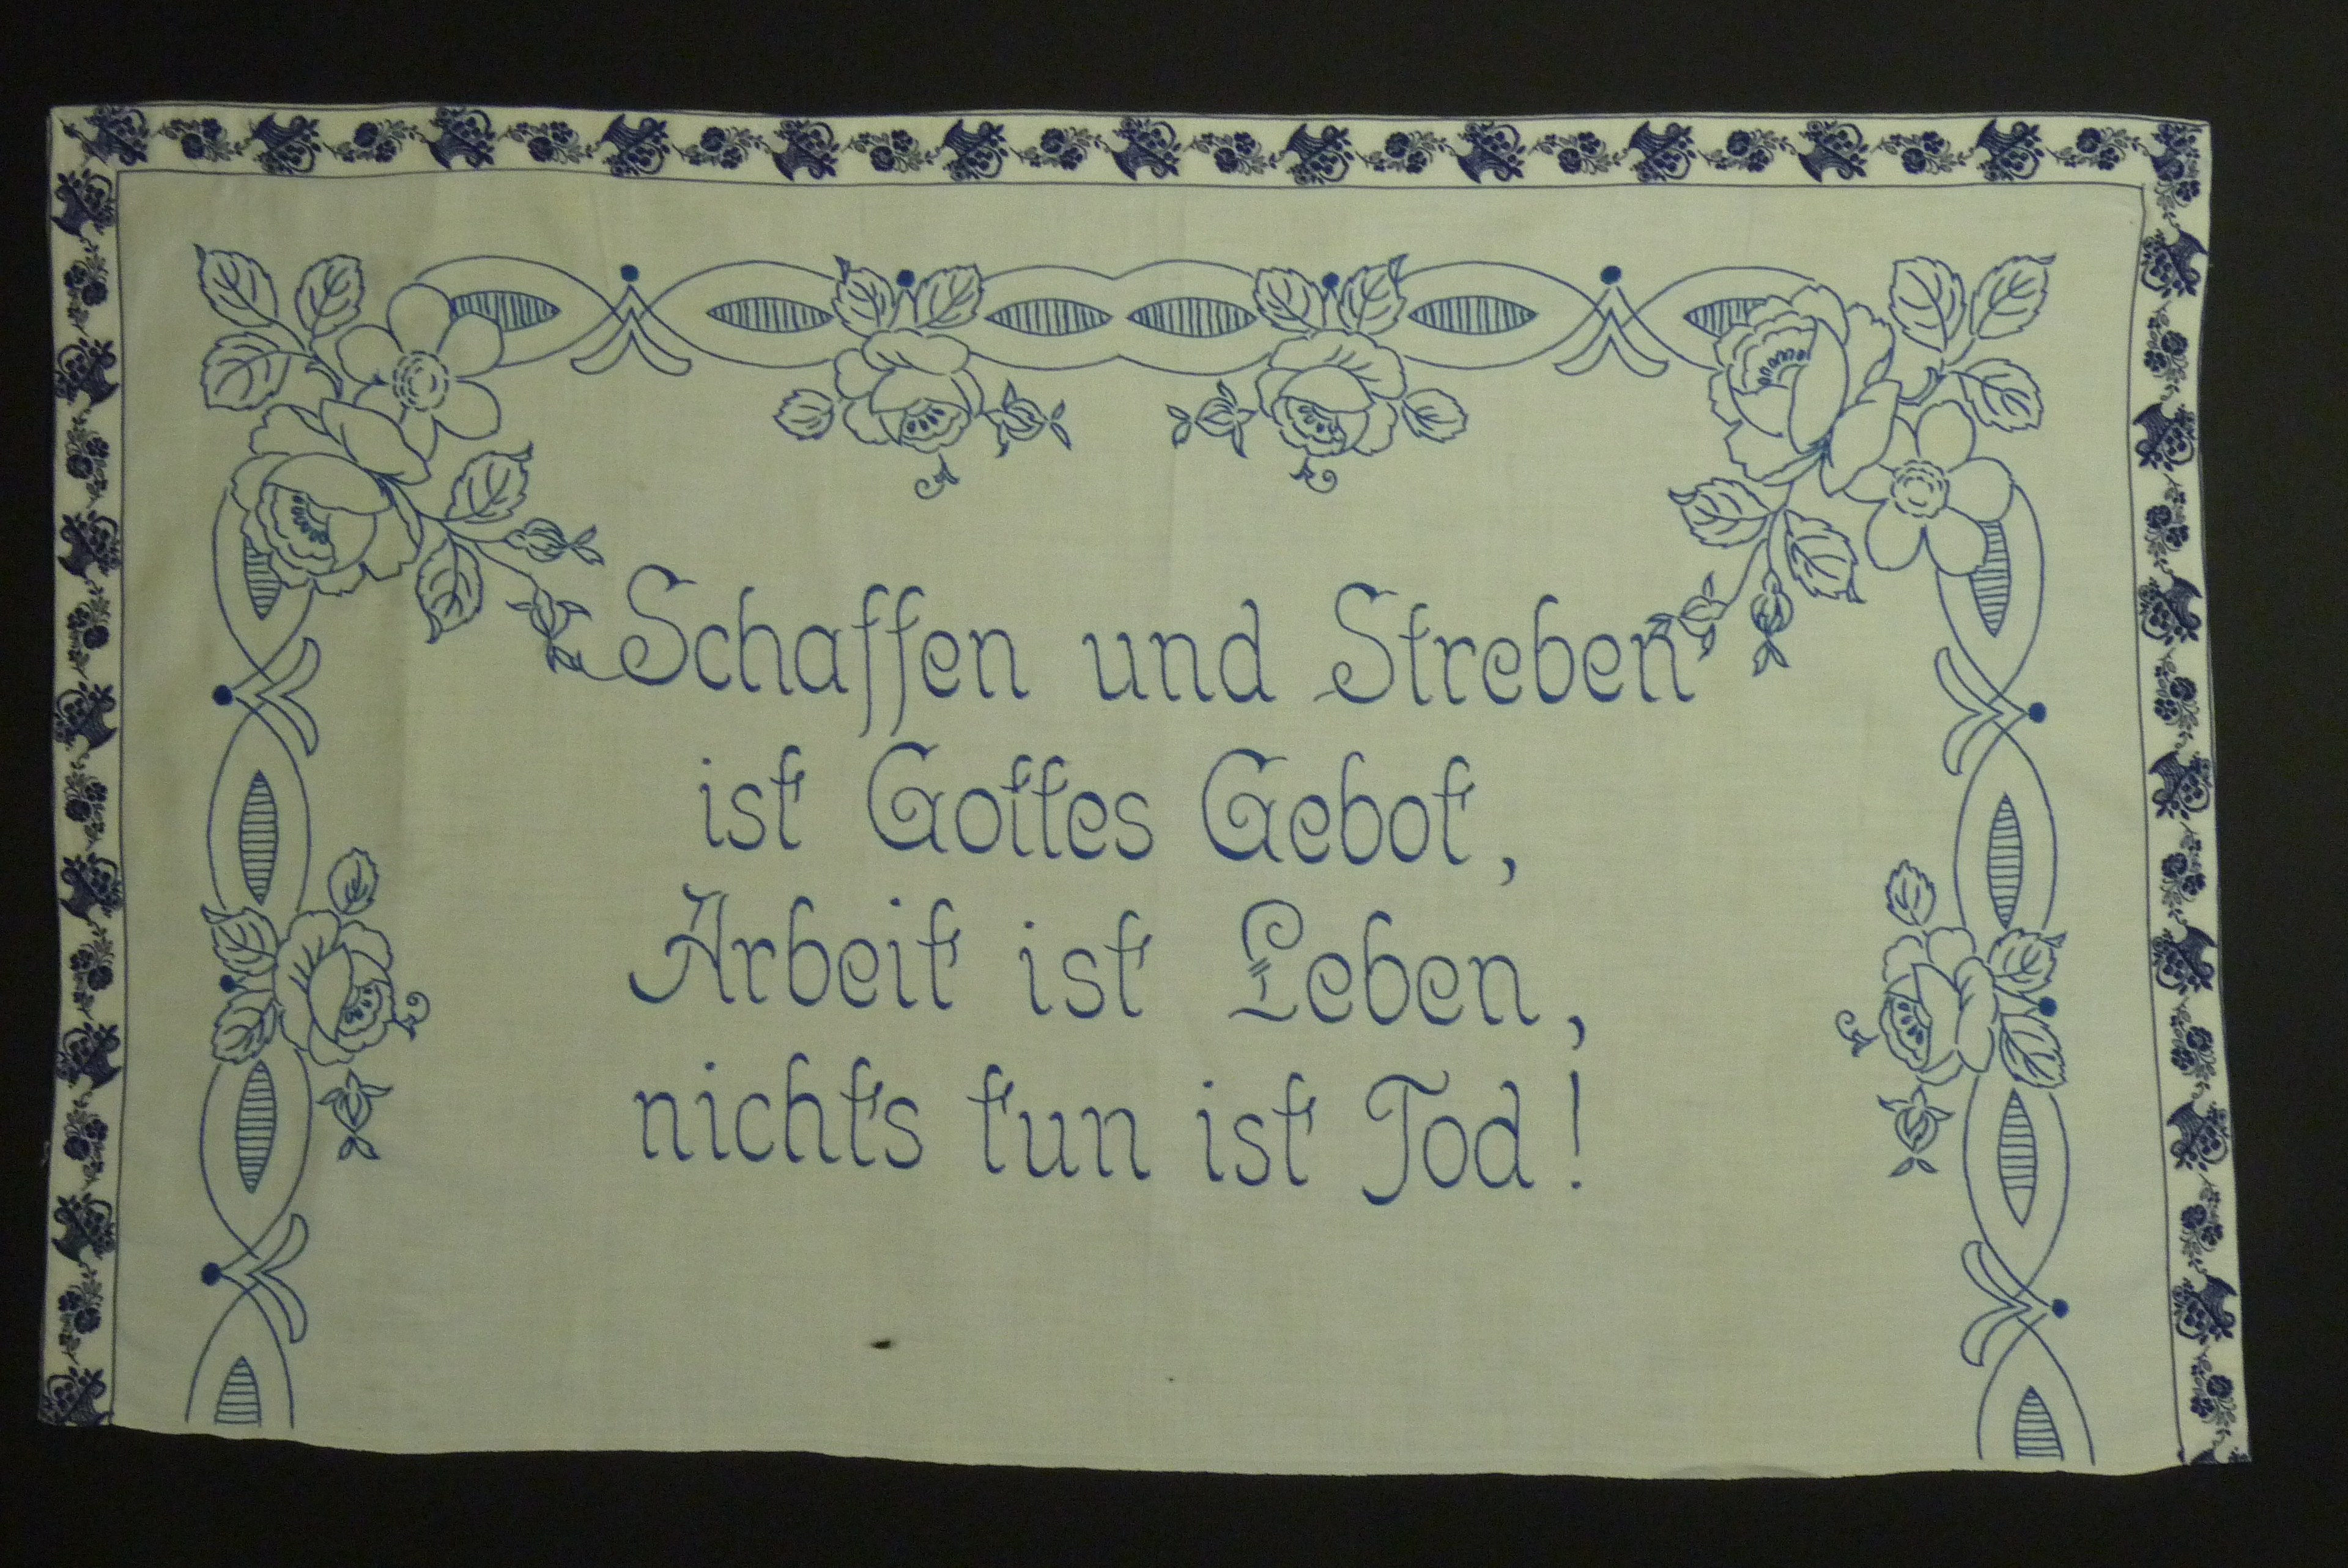 Schaffen und Streben
ist Gottes Gebot,
Arbeit ist Leben,
nichts tun ist Tod!